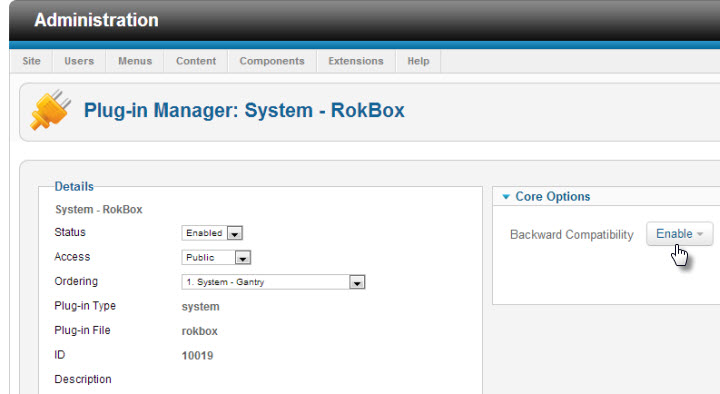 Administration
Site Users Menus Content Components Extensions Help
Plug-in Manager: System - RokBox
Details
System - RokBox
Status Enabled
Access Public
Ordering 1. System - Gantry
Plug-in Type system
Plug-in File rokbox
ID 10019
Description
Core Options
Backward Compatibility Enable